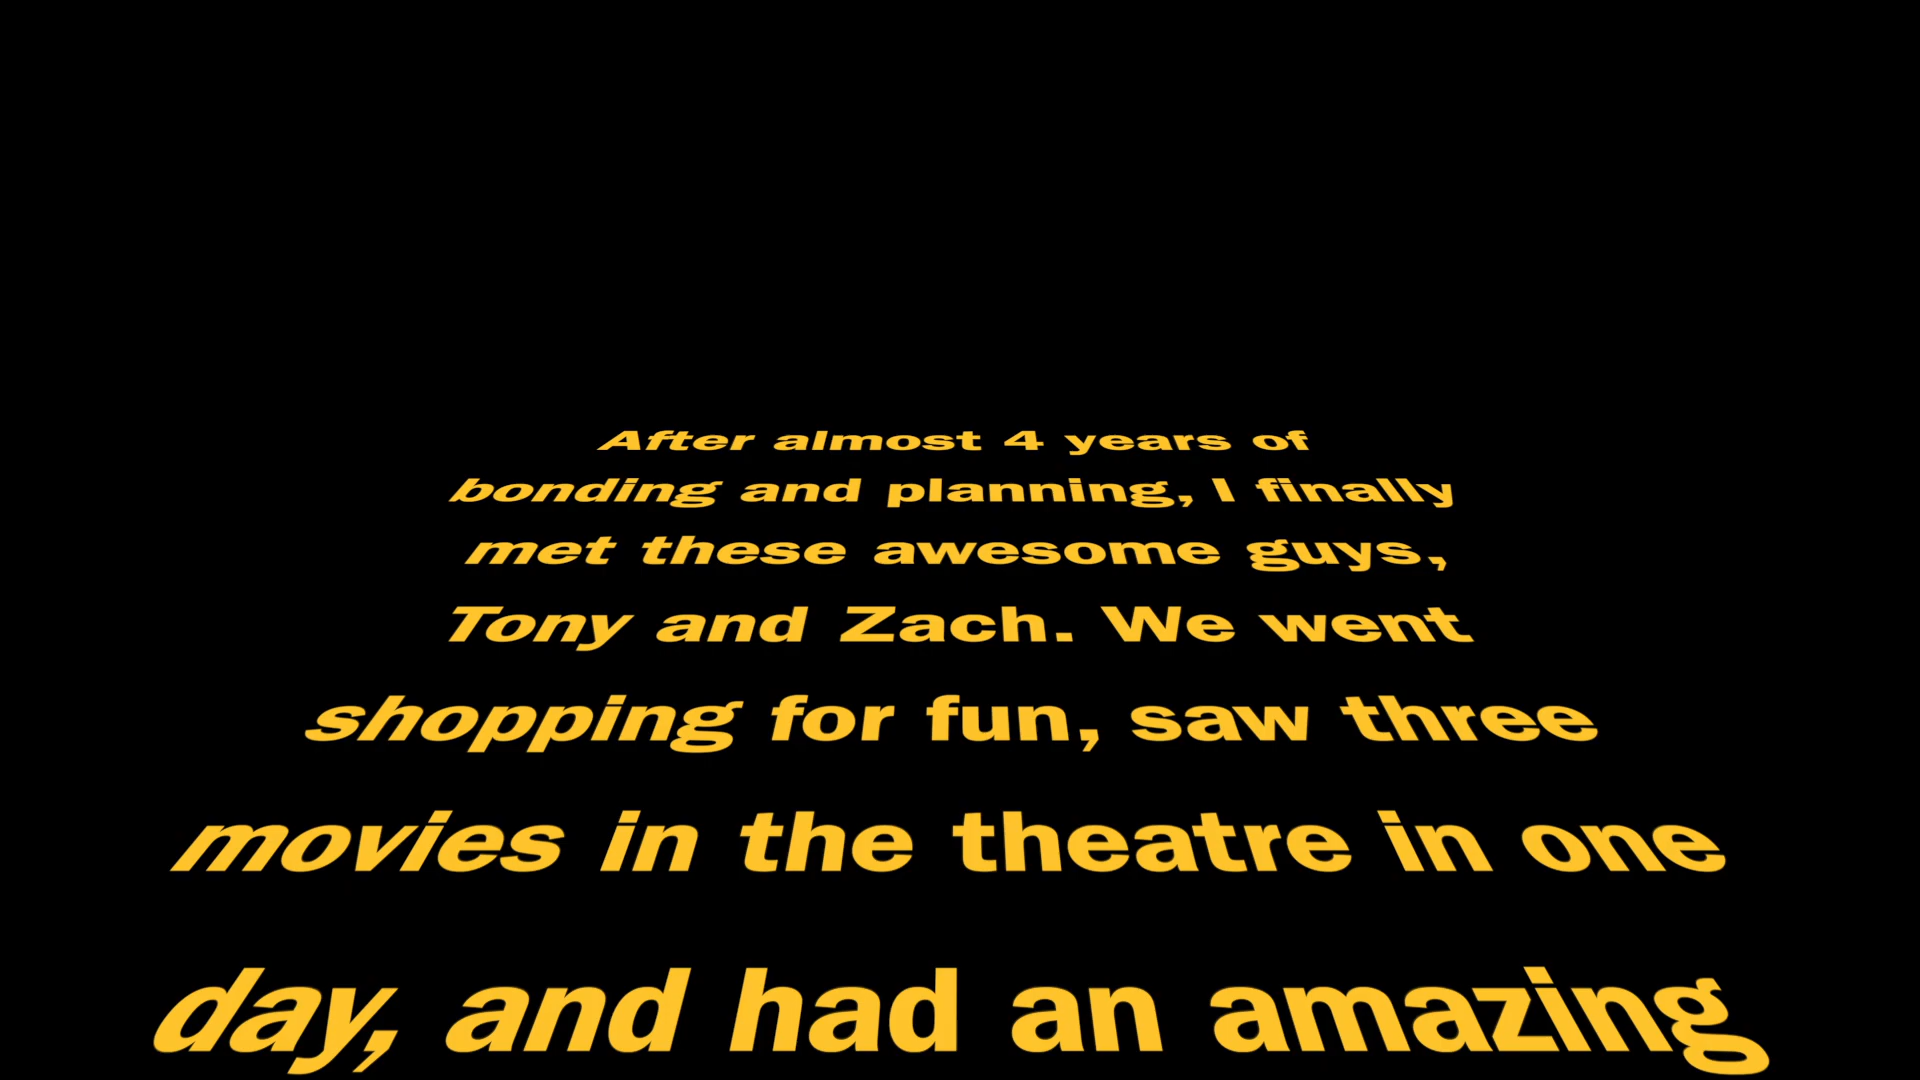 After almost 4 years of
bonding and planning, I finally
met these awesome guys,
Tony and Zach. We went
shopping for fun, saw three
movies in the theatre in one
day, and had an amazing